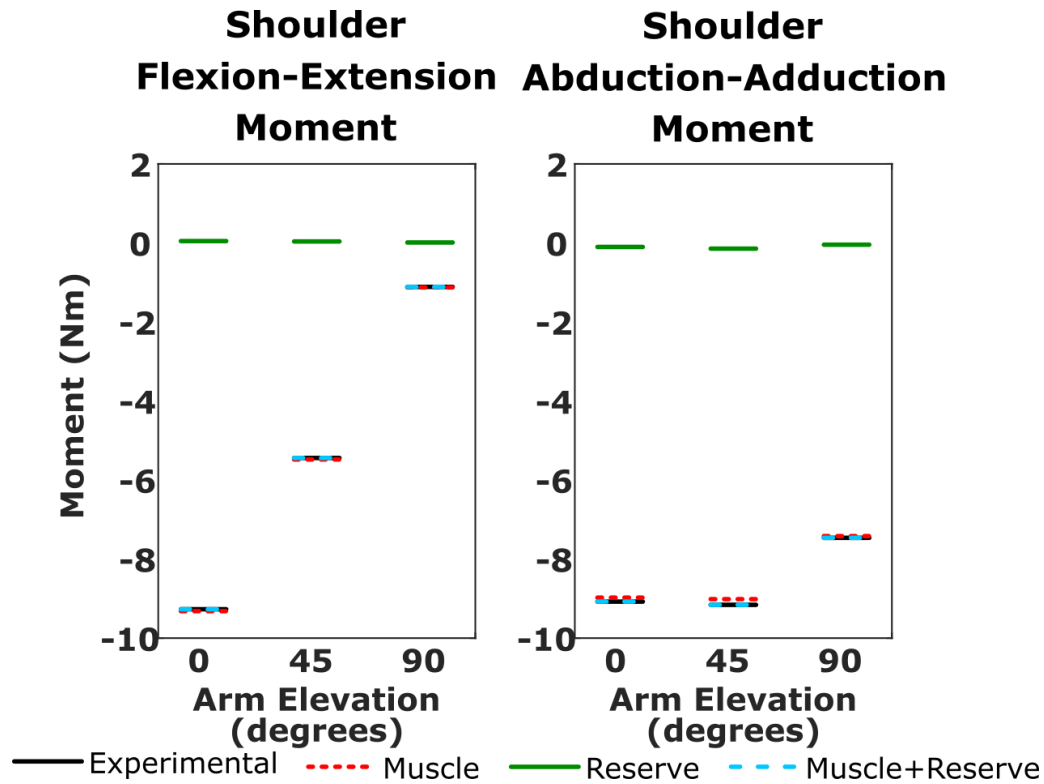 Shoulder
Flexion-Extension
Moment
Shoulder
Abduction-Adduction
Moment
Moment (Nm)
2
0
-2
-4
-6
-8
-10
0 45 90
Arm Elevation
(degrees)
2
0
-2
-4
-6
-8
-10
0 45 90
Arm Elevation
(degrees)
Experimental Muscle Reserve Muscle+Reserve